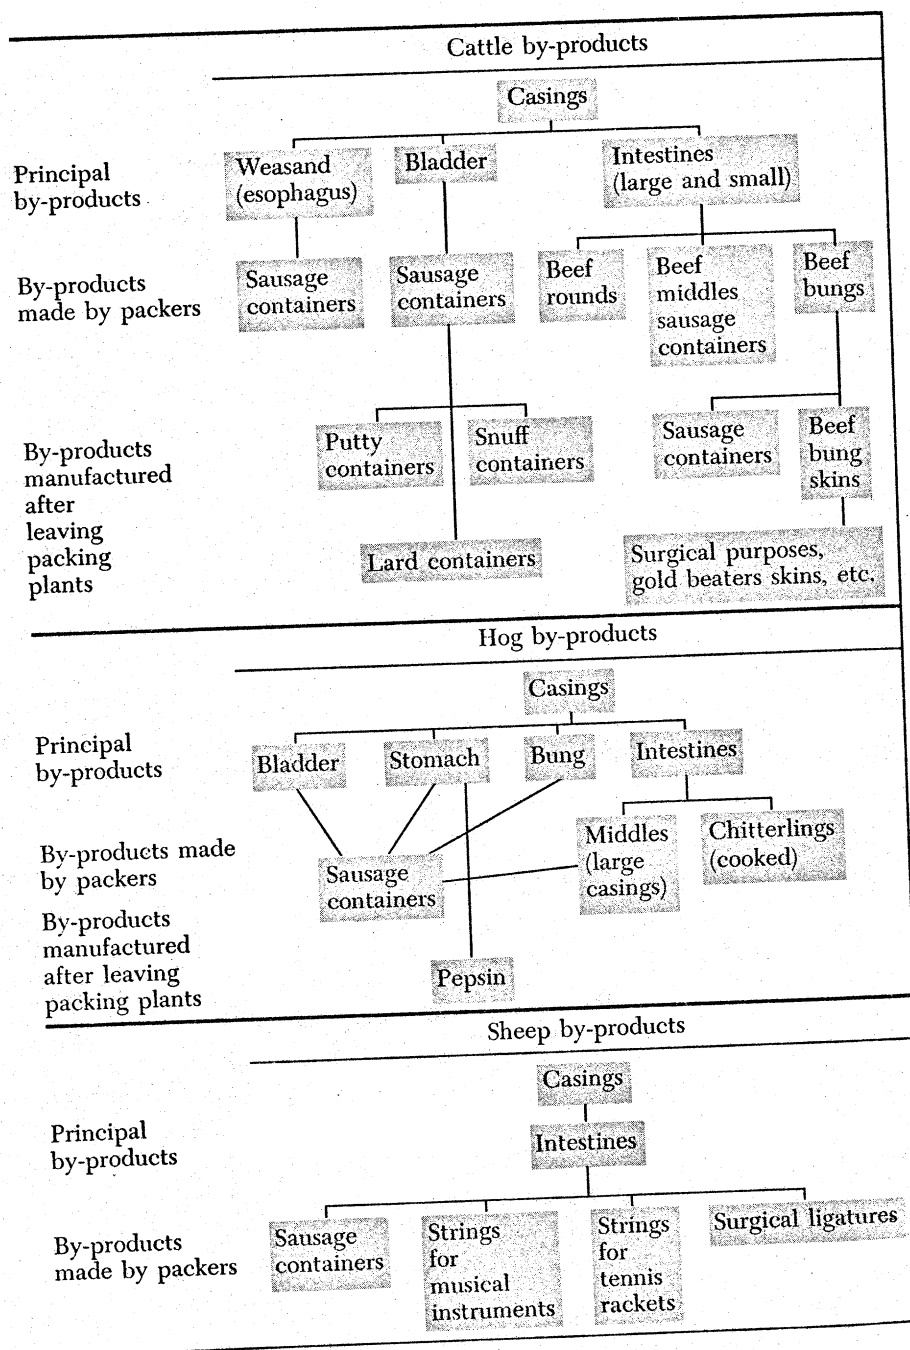 Cattle by-products
Casings
Principal
by-products
Weasand
(esophagus)
Bladder
Intestines
(large and small)
By-products
made by packers
Sausage
containers
Sausage
containers
Beef
rounds
Beef
middles
sausage
containers
Beef
bungs
By-products
manufactured
after
leaving
packing
plants
Putty
containers
Snuff
containers
Sausage
containers
Beef
bung
skins
Lard containers
Surgical purposes,
gold beaters skins, etc.
Hog by-products
Casings
Principal
by-products
Bladder
Stomach
Bung
Intestines
By-products made
by packers
Sausage
containers
Middles
(large
casings)
Chitterlings
(cooked)
By-products
manufactured
after leaving
packing plants
Pepsin
Sheep by-products
Casings
Principal
by-products
Intestines
By-products
made by packers
Sausage
containers
Strings
for
musical
instruments
Strings
for
tennis
rackets
Surgical ligatures